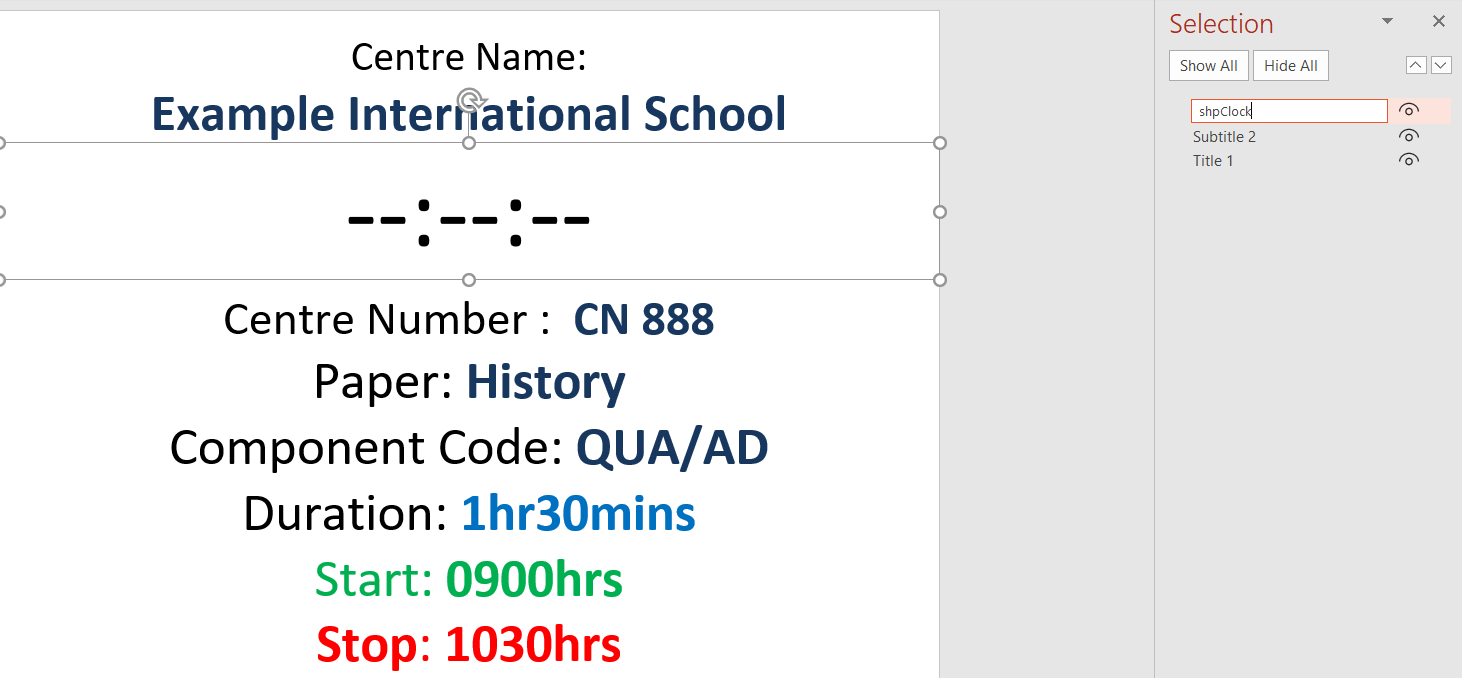 Centre Name:
Example International School
--:--:--
Centre Number :  CN 888
Paper: History
Component Code: QUA/AD
Duration: 1hr30mins
Start: 0900hrs
Stop: 1030hrs
Selection
Show All
Hide All
shpClock
Subtitle 2
Title 1